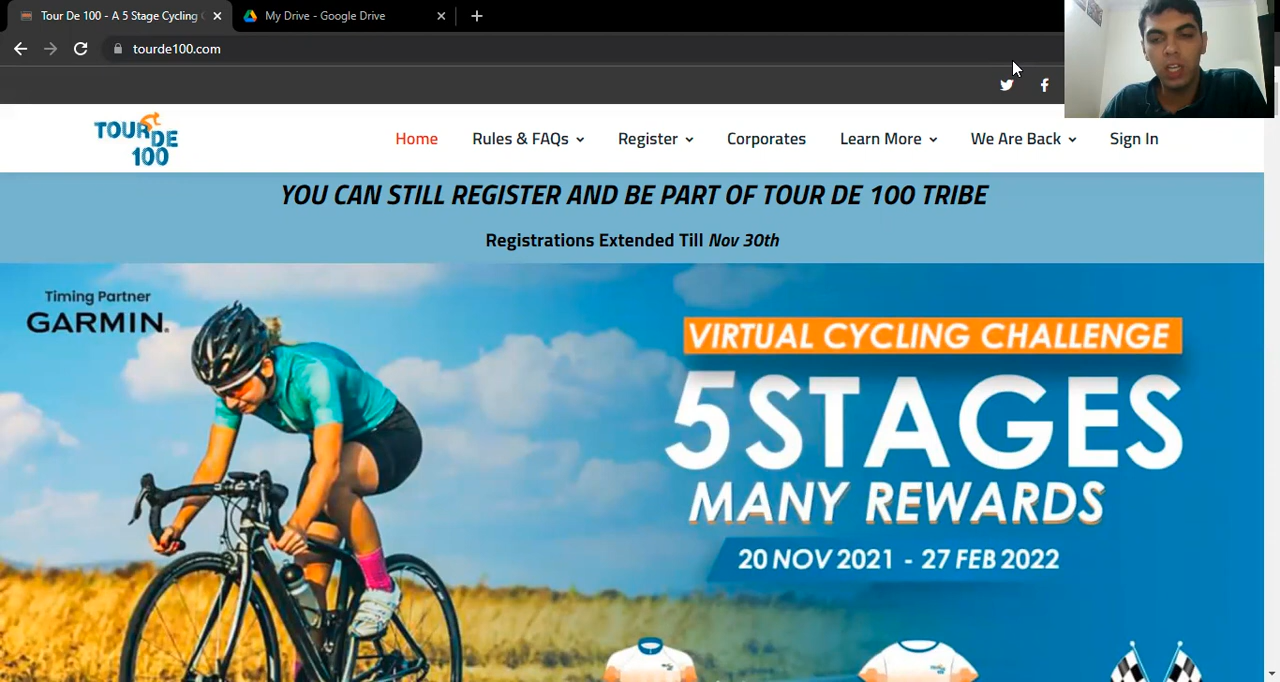 Tour De 100 - A 5 Stage Cycling
My Drive - Google Drive
tourde100.com
TOUR DE 100
Home
Rules & FAQs
Register
Corporates
Learn More
We Are Back
Sign In
YOU CAN STILL REGISTER AND BE PART OF TOUR DE 100 TRIBE
Registrations Extended Till Nov 30th
Timing Partner
GARMIN.
VIRTUAL CYCLING CHALLENGE
5 STAGES
MANY REWARDS
20 NOV 2021 - 27 FEB 2022